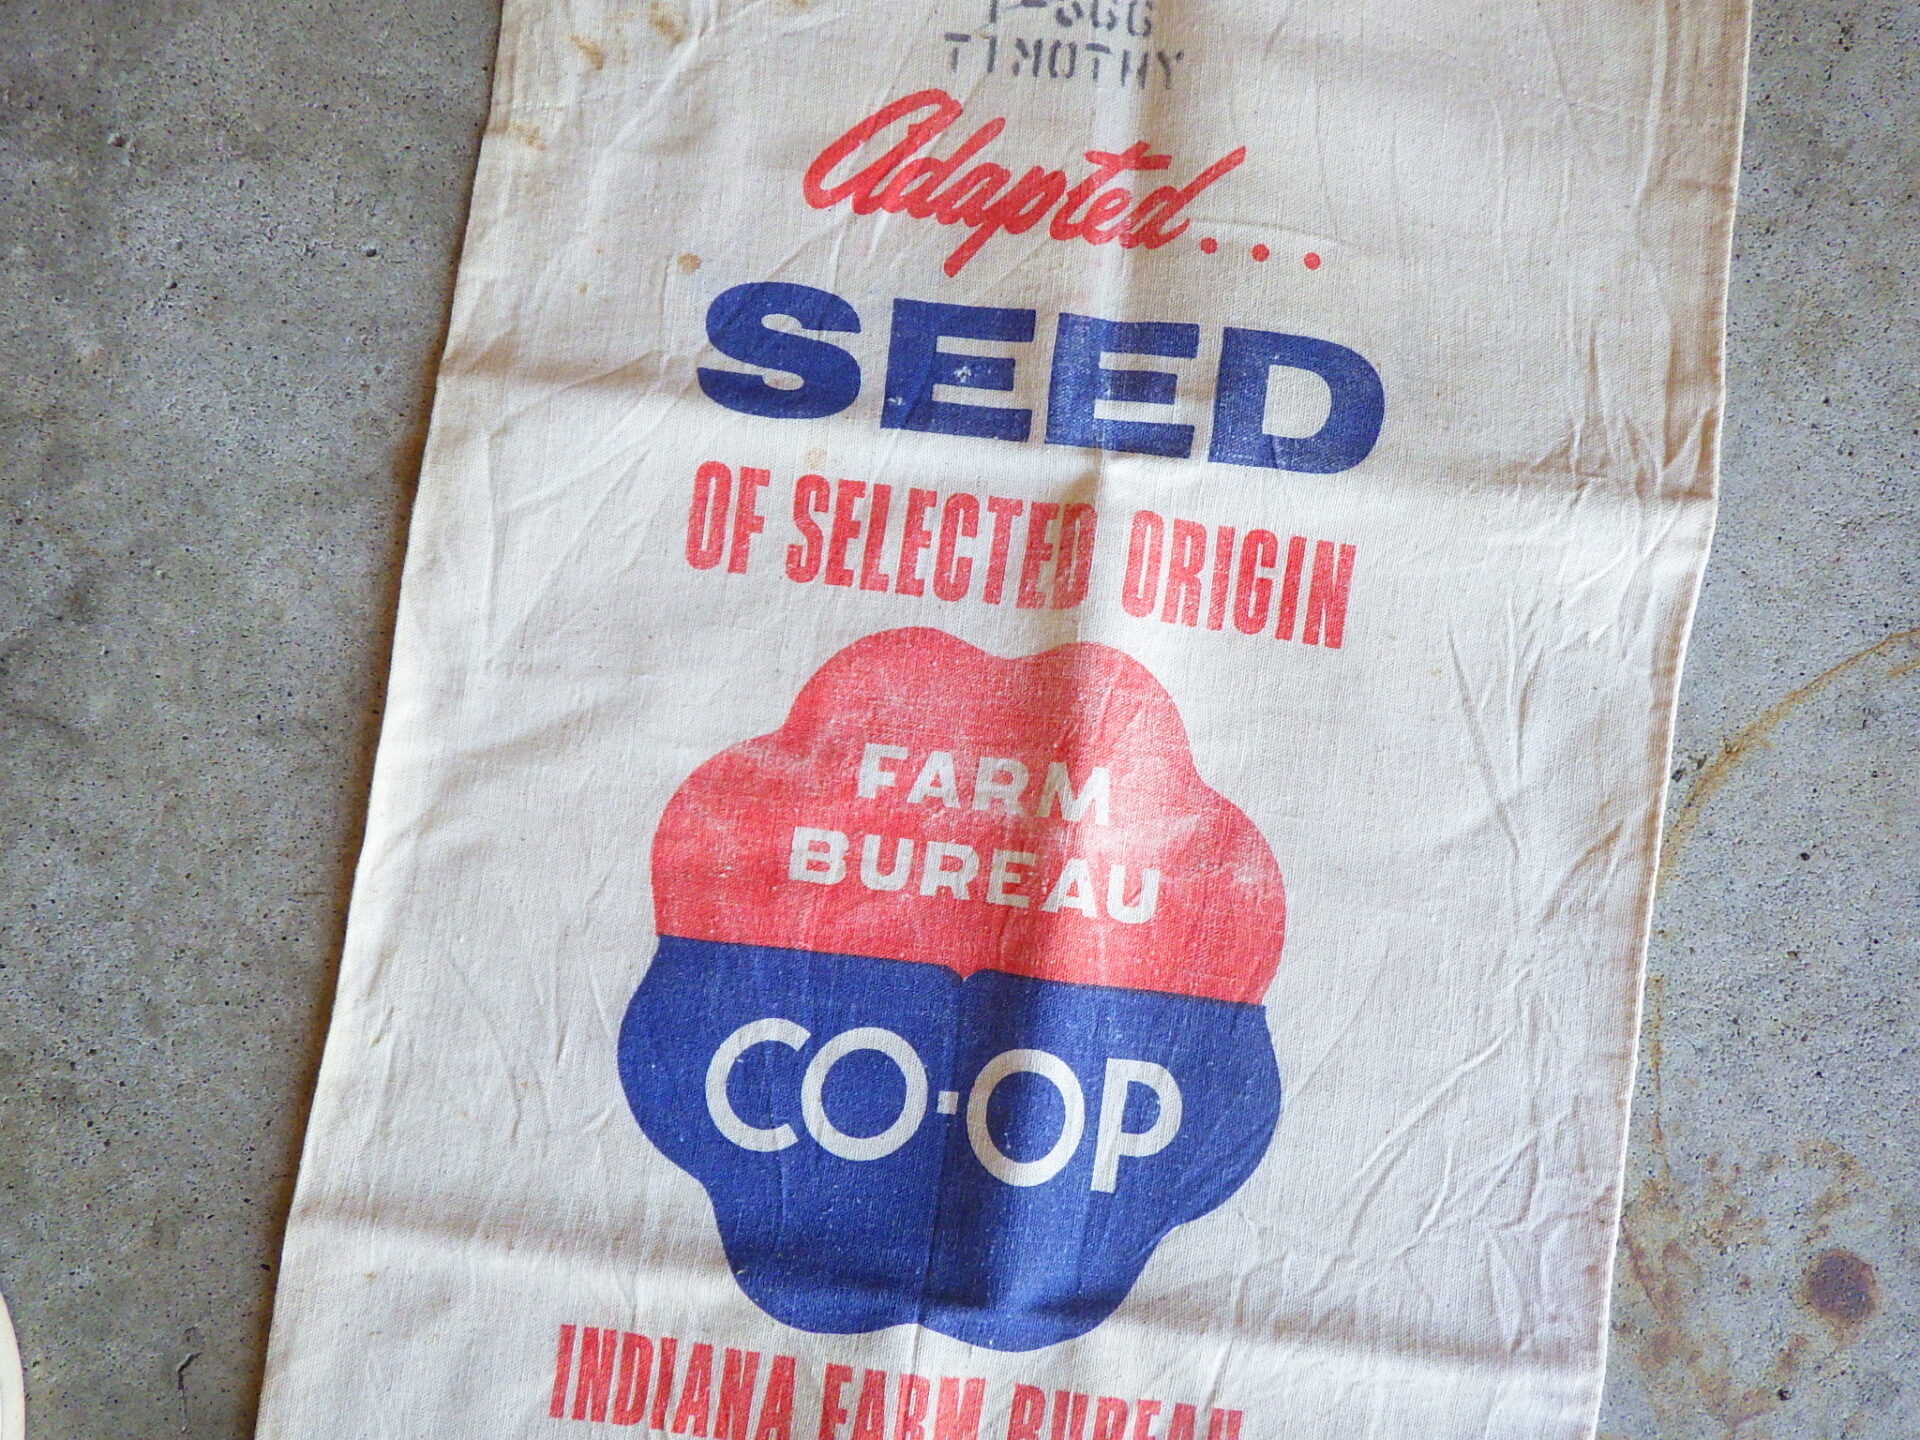 TIMOTHY
Adapted...
SEED
OF SELECTED ORIGIN
FARM
BUREAU
CO-OP
INDIANA FARM BUREAU